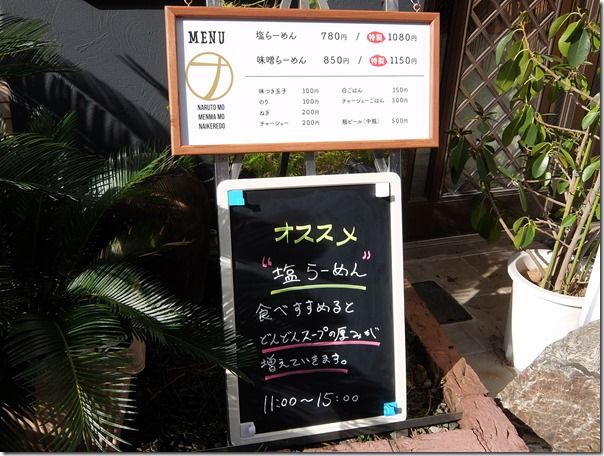 MENU
ナ
NARUTO MO
MENMA MO
NAIKEREDO
塩らーめん 780円 / 特製 1080円
味噌らーめん 850円 / 特製 1150円
味つき玉子 100円
のり 100円
ねぎ 200円
チャーシュー 200円
白ごはん 150円
チャーシューごはん 300円
瓶ビール(中瓶) 500円
オススメ
"塩らーめん"
食べすすめると
どんどんスープの厚みが
増えていきます。
11:00～15:00